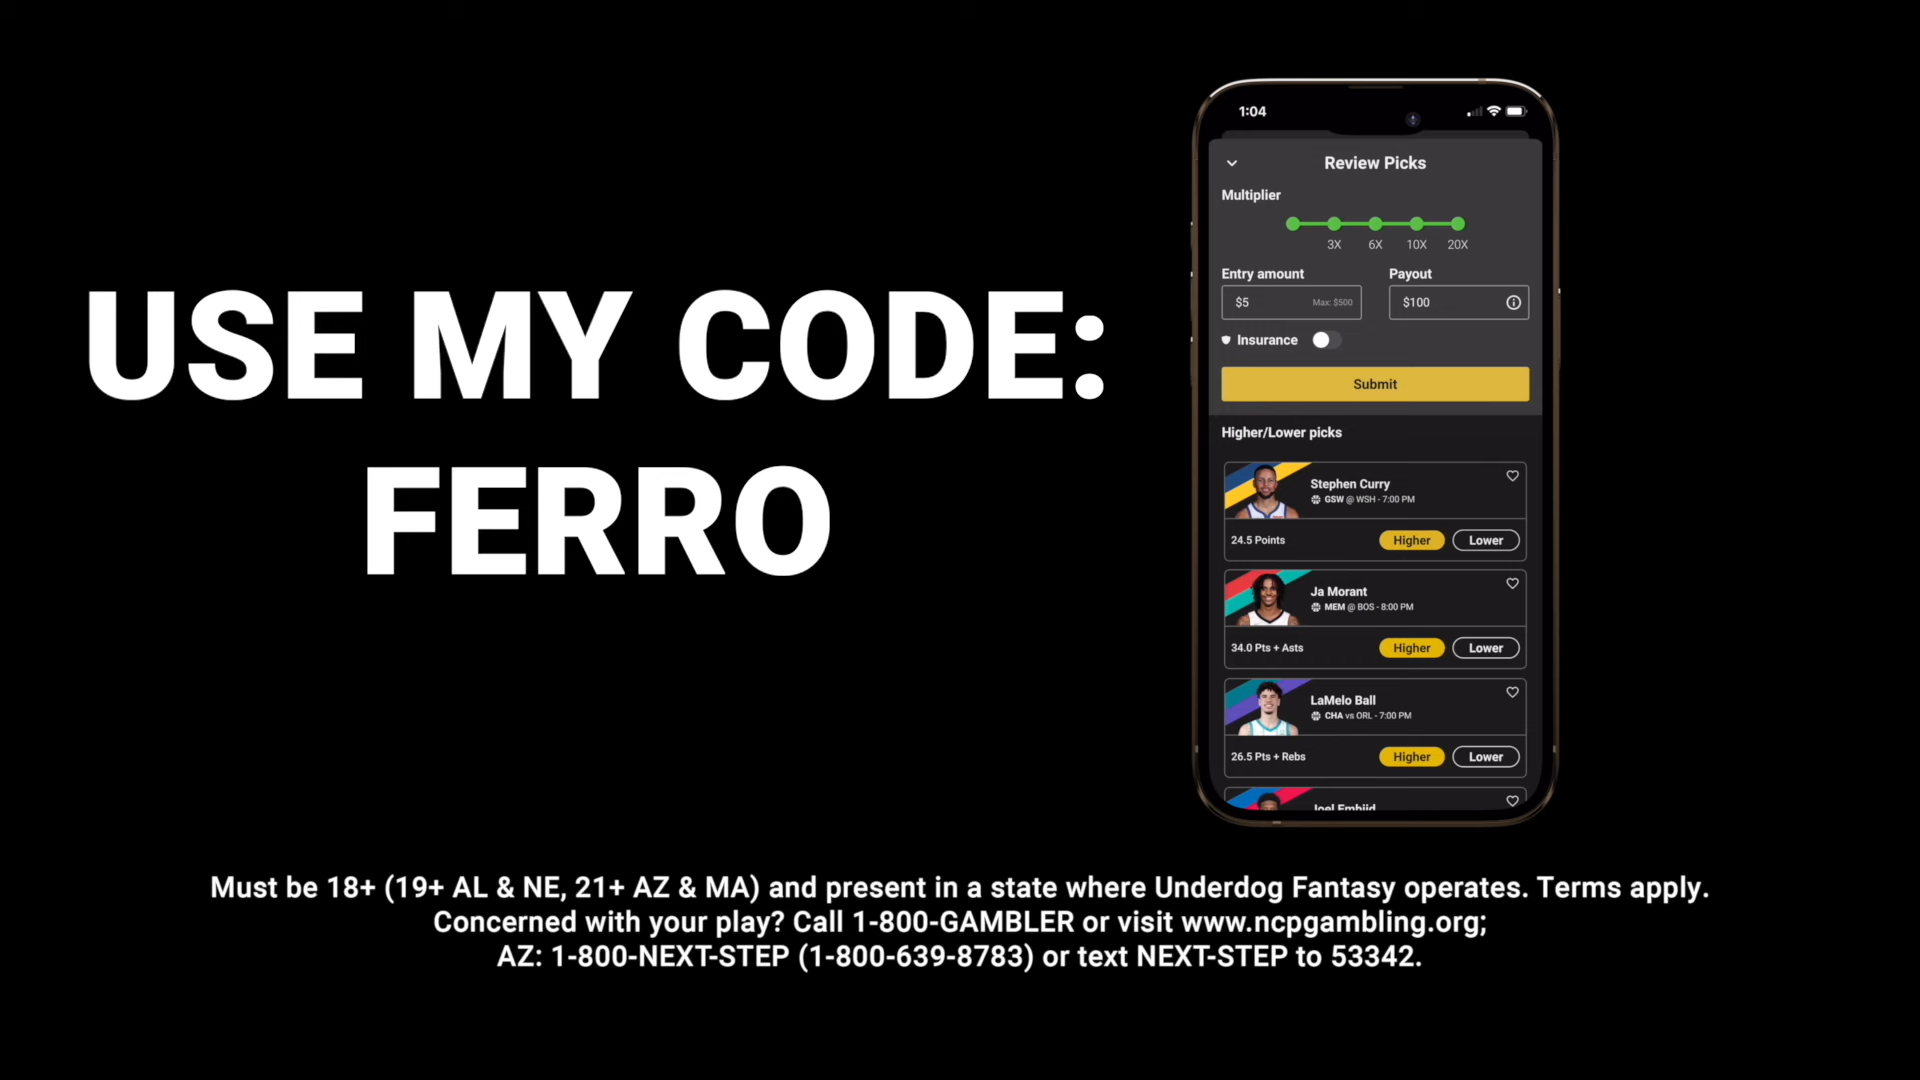 USE MY CODE:
FERRO
1:04
Review Picks
Multiplier
3X 6X 10X 20X
Entry amount Payout
$5 Max: $500 $100
Insurance
Submit
Higher/Lower picks
Stephen Curry
GSW @ WSH - 7:00 PM
24.5 Points Higher Lower
Ja Morant
MEM @ BOS - 8:00 PM
34.0 Pts + Asts Higher Lower
LaMelo Ball
CHA vs ORL - 7:00 PM
26.5 Pts + Rebs Higher Lower
Joel Embiid
Must be 18+ (19+ AL & NE, 21+ AZ & MA) and present in a state where Underdog Fantasy operates. Terms apply.
Concerned with your play? Call 1-800-GAMBLER or visit www.ncpgambling.org;
AZ: 1-800-NEXT-STEP (1-800-639-8783) or text NEXT-STEP to 53342.